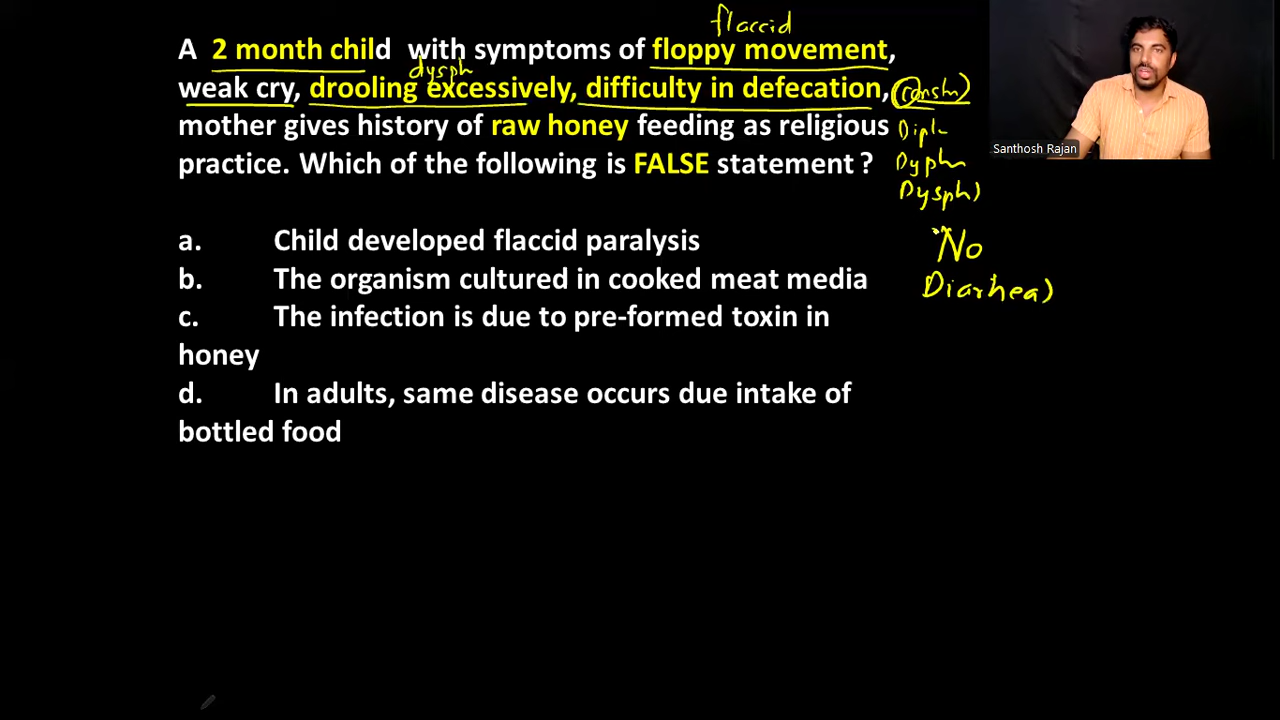 flaccid
A 2 month child with symptoms of floppy movement,
dysph
weak cry, drooling excessively, difficulty in defecation, (constn)
mother gives history of raw honey feeding as religious Dipl
practice. Which of the following is FALSE statement ? Dyph
Dysph)
a. Child developed flaccid paralysis "No
b. The organism cultured in cooked meat media Diarhea)
c. The infection is due to pre-formed toxin in
honey
d. In adults, same disease occurs due intake of
bottled food
Santhosh Rajan